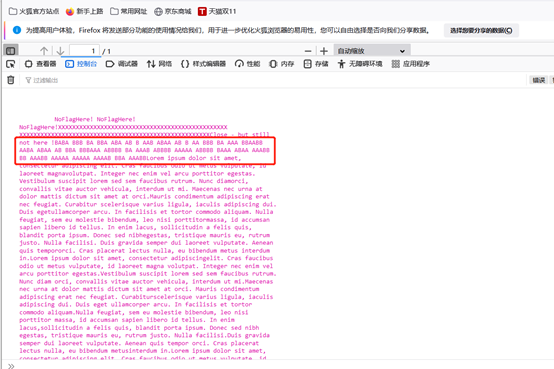 火狐官方站点 新手上路 常用网址 京东商城 天猫双11
为提高用户体验，Firefox 将发送部分功能的使用情况给我们，用于进一步优化火狐浏览器的易用性，您可以自由选择是否向我们分享数据。 选择您要分享的数据(C)
1 / 1 自动缩放
查看器 控制台 调试器 网络 样式编辑器 性能 内存 存储 无障碍环境 应用程序
过滤输出 错误
NoFlagHere! NoFlagHere!
not here !BABA BBB BA BBA ABA AB B AAB ABAA AB B AA BBB BA AAA BBAABB
AABA ABAA AB BBA BBBAAA ABBBB BA AAAB ABBBB AAAAA ABBBB BAAA ABAA AAABB
BB AAABB AAAAA AAAAA AAAAB BBA AAABBLorem ipsum dolor sit amet,
consectetur adipiscing elit. Cras faucibus odio ut metus vulputate, id
laoreet magnavolutpat. Integer nec enim vel arcu porttitor egestas.
Vestibulum suscipit lorem sed sem faucibus rutrum. Nunc diamorci,
convallis vitae auctor vehicula, interdum ut mi. Maecenas nec urna at
dolor mattis dictum sit amet at orci.Mauris condimentum adipiscing erat
nec feugiat. Curabitur scelerisque varius ligula, iaculis adipiscing dui.
Duis egetullamcorper arcu. In facilisis et tortor commodo aliquam. Nulla
feugiat, sem eu molestie bibendum, leo nisi porttitormassa, id accumsan
sapien libero id tellus. In enim lacus, sollicitudin a felis quis,
blandit porta ipsum. Donec sed nibhegestas, tristique mauris eu, rutrum
justo. Nulla facilisi. Duis gravida semper dui laoreet vulputate. Aenean
quis tempororci. Cras placerat lectus nulla, eu bibendum metus interdum
in.Lorem ipsum dolor sit amet, consectetur adipiscingelit. Cras faucibus
odio ut metus vulputate, id laoreet magna volutpat. Integer nec enim vel
arcu porttitor egestas.Vestibulum suscipit lorem sed sem faucibus rutrum.
Nunc diam orci, convallis vitae auctor vehicula, interdum ut mi.Maecenas
nec urna at dolor mattis dictum sit amet at orci. Mauris condimentum
adipiscing erat nec feugiat. Curabiturscelerisque varius ligula, iaculis
adipiscing dui. Duis eget ullamcorper arcu. In facilisis et tortor
commodo aliquam.Nulla feugiat, sem eu molestie bibendum, leo nisi
porttitor massa, id accumsan sapien libero id tellus. In enim
lacus,sollicitudin a felis quis, blandit porta ipsum. Donec sed nibh
egestas, tristique mauris eu, rutrum justo. Nulla facilisi.Duis gravida
semper dui laoreet vulputate. Aenean quis tempor orci. Cras placerat
lectus nulla, eu bibendum metusinterdum in.Lorem ipsum dolor sit amet,
consectetur adipiscing elit. Cras faucibus odio ut metus vulputate, id